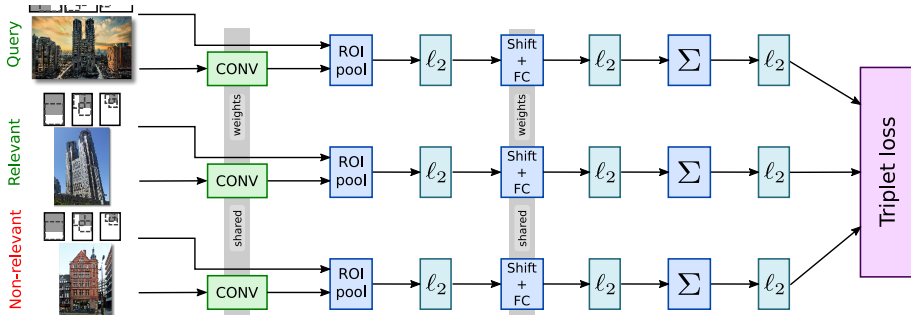 Query
CONV
ROI
pool
ℓ2
Shift
+
FC
ℓ2
Σ
ℓ2
weights
weights
Relevant
CONV
ROI
pool
ℓ2
Shift
+
FC
ℓ2
Σ
ℓ2
Triplet loss
shared
shared
Non-relevant
CONV
ROI
pool
ℓ2
Shift
+
FC
ℓ2
Σ
ℓ2